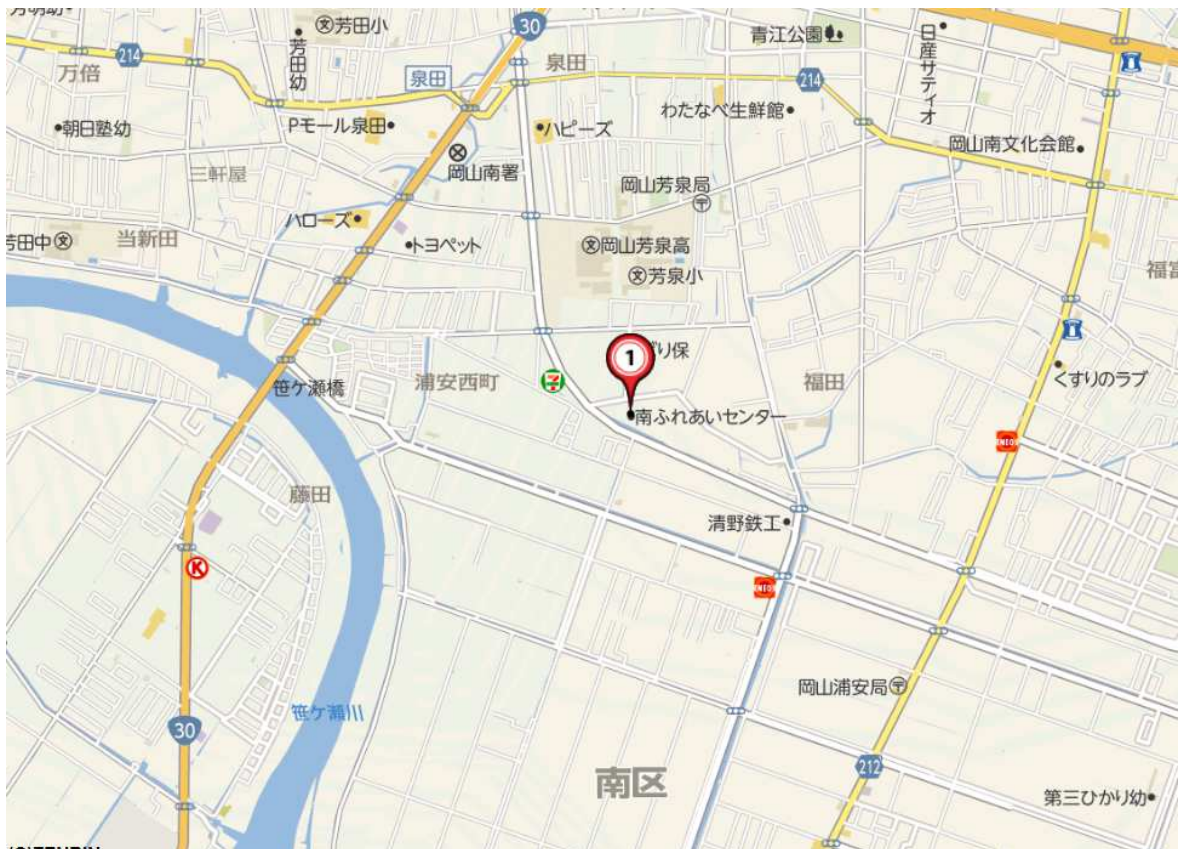 芳田小
30
青江公園
日産サティオ
214
万倍
芳田幼
泉田
泉田
214
朝日塾幼
Pモール泉田
ハピーズ
わたなべ生鮮館
岡山南文化会館
三軒屋
岡山南署
岡山芳泉局
ハローズ
芳田中
当新田
トヨペット
岡山芳泉高
芳泉小
福富
1
り保
笹ケ瀬橋
浦安西町
福田
くすりのラブ
南ふれあいセンター
ENEOS
藤田
清野鉄工
K
ENEOS
岡山浦安局
笹ケ瀬川
30
南区
212
第三ひかり幼